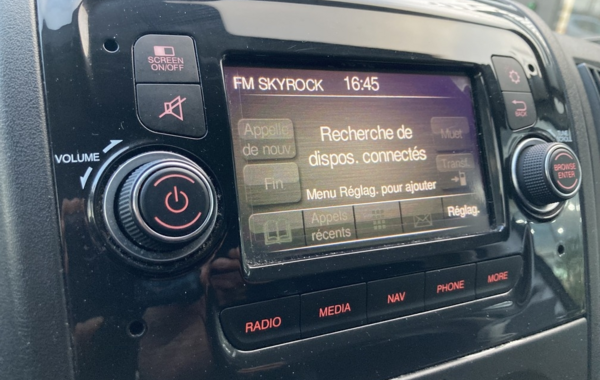 SCREEN
ON/OFF
VOLUME
FM SKYROCK 16:45
Appelle
de nouv.
Recherche de
dispos. connectés
Muet
Fin
Transf.
Menu Réglag. pour ajouter
Appels
récents
Réglag.
BROWSE
ENTER
RADIO
MEDIA
NAV
PHONE
MORE